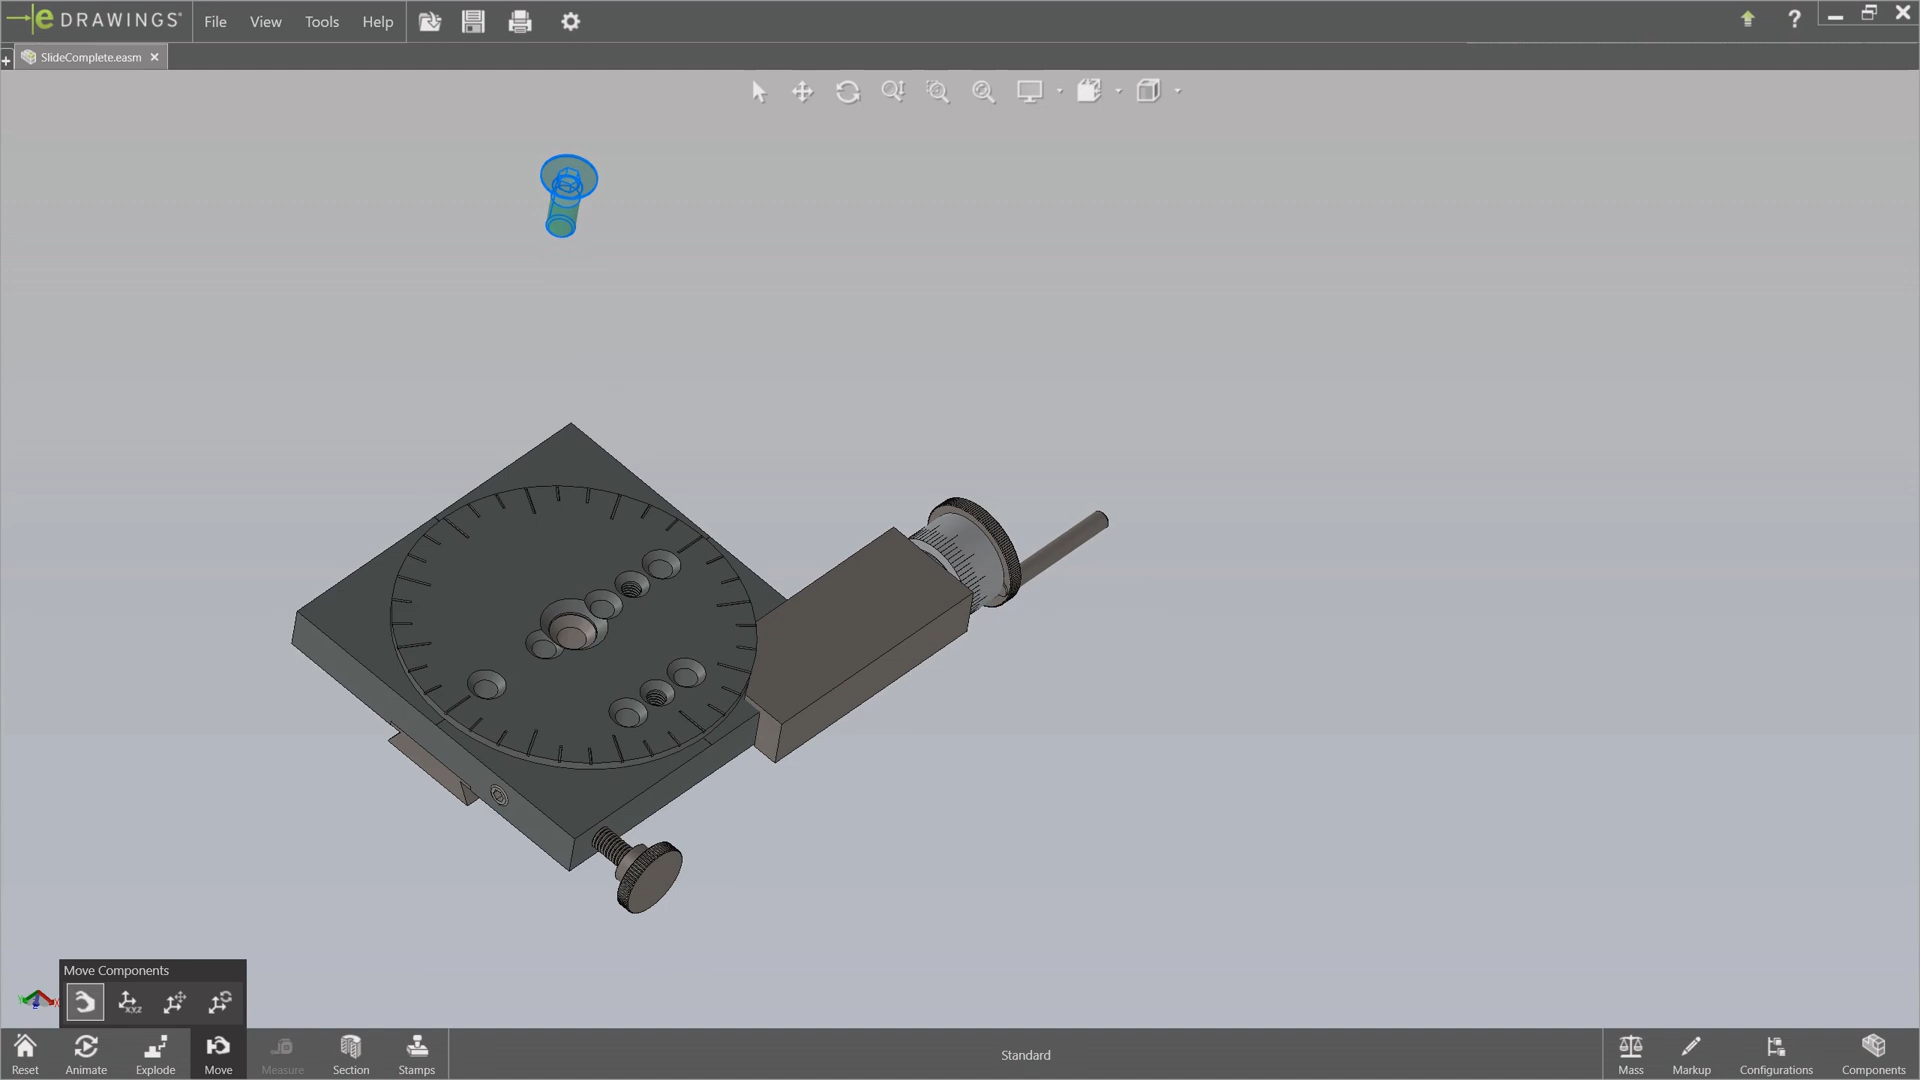 eDRAWINGS®
File View Tools Help
SlideComplete.easm
Move Components
X,Y,Z
Reset Animate Explode Move Measure Section Stamps
Standard
Mass Markup Configurations Components